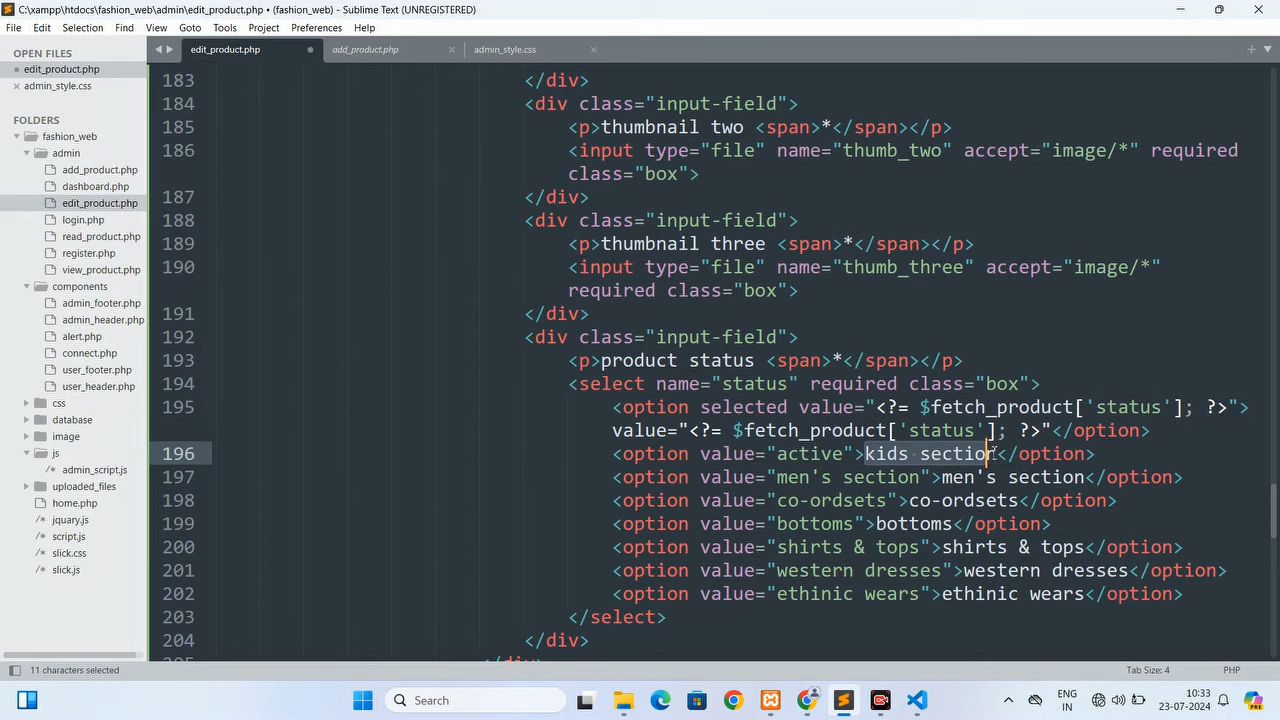 C:\xampp\htdocs\fashion_web\admin\edit_product.php • (fashion_web) - Sublime Text (UNREGISTERED)
File Edit Selection Find View Goto Tools Project Preferences Help
OPEN FILES
edit_product.php
admin_style.css
FOLDERS
fashion_web
admin
add_product.php
dashboard.php
edit_product.php
login.php
read_product.php
register.php
view_product.php
components
admin_footer.php
admin_header.php
alert.php
connect.php
user_footer.php
user_header.php
css
database
image
js
admin_script.js
uploaded_files
home.php
jquary.js
script.js
slick.css
slick.js
edit_product.php add_product.php admin_style.css
183 </div>
184 <div class="input-field">
185 <p>thumbnail two <span>*</span></p>
186 <input type="file" name="thumb_two" accept="image/*" required
class="box">
187 </div>
188 <div class="input-field">
189 <p>thumbnail three <span>*</span></p>
190 <input type="file" name="thumb_three" accept="image/*"
required class="box">
191 </div>
192 <div class="input-field">
193 <p>product status <span>*</span></p>
194 <select name="status" required class="box">
195 <option selected value="<?= $fetch_product['status']; ?>">
value="<?= $fetch_product['status']; ?>"</option>
196 <option value="active">kids section</option>
197 <option value="men's section">men's section</option>
198 <option value="co-ordsets">co-ordsets</option>
199 <option value="bottoms">bottoms</option>
200 <option value="shirts & tops">shirts & tops</option>
201 <option value="western dresses">western dresses</option>
202 <option value="ethinic wears">ethinic wears</option>
203 </select>
204 </div>
205 </div>
11 characters selected
Tab Size: 4 PHP
Search
ENG
IN
10:33
23-07-2024